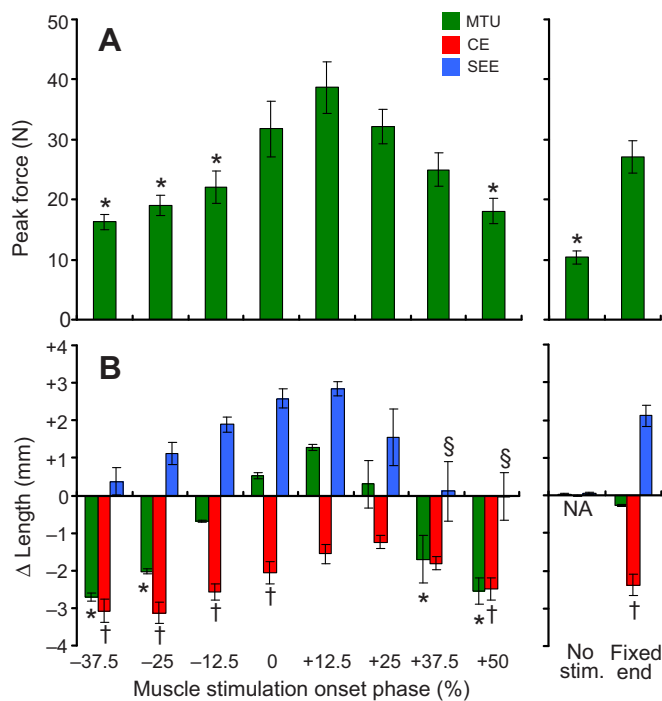 A
MTU
CE
SEE
Peak force (N)
50
40
30
20
10
0
* * * * *
B
Δ Length (mm)
+4
+3
+2
+1
0
–1
–2
–3
–4
§ §
NA
* * * *
† † † † † †
–37.5 –25 –12.5 0 +12.5 +25 +37.5 +50
No stim.
Fixed end
Muscle stimulation onset phase (%)